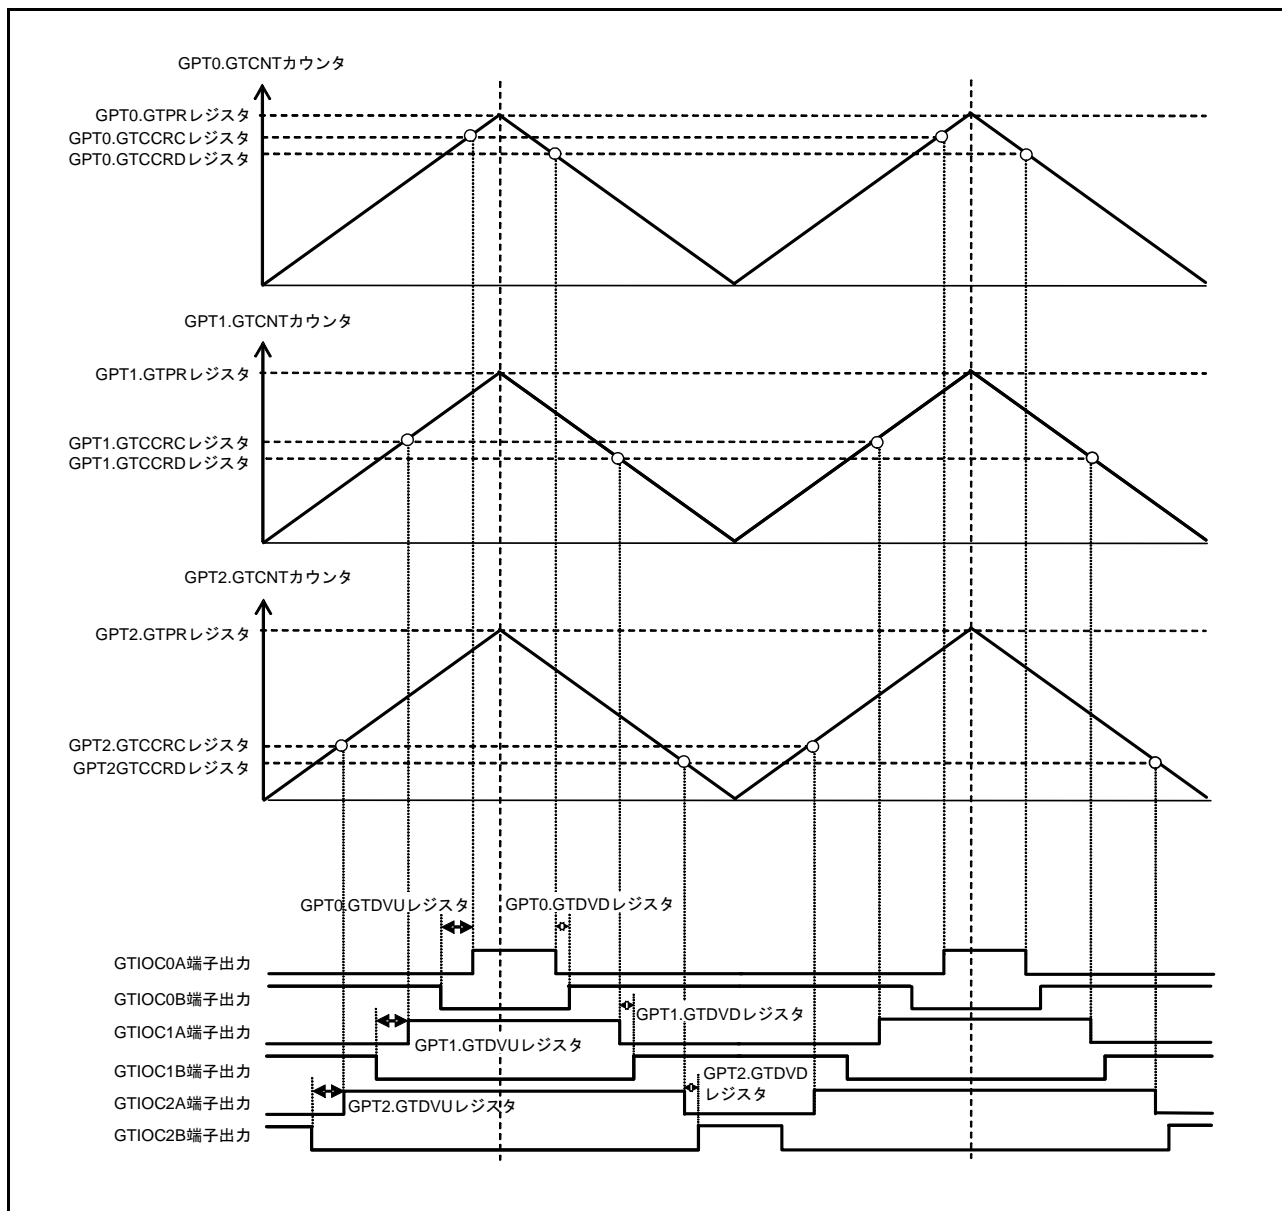 GPT0.GTCNTカウンタ
GPT0.GTPRレジスタ
GPT0.GTCCRCレジスタ
GPT0.GTCCRDレジスタ
GPT1.GTCNTカウンタ
GPT1.GTPRレジスタ
GPT1.GTCCRCレジスタ
GPT1.GTCCRDレジスタ
GPT2.GTCNTカウンタ
GPT2.GTPRレジスタ
GPT2.GTCCRCレジスタ
GPT2GTCCRDレジスタ
GPT0.GTDVUレジスタ
GPT0.GTDVDレジスタ
GTIOC0A端子出力
GTIOC0B端子出力
GPT1.GTDVDレジスタ
GTIOC1A端子出力
GPT1.GTDVUレジスタ
GTIOC1B端子出力
GPT2.GTDVD
レジスタ
GTIOC2A端子出力
GPT2.GTDVUレジスタ
GTIOC2B端子出力